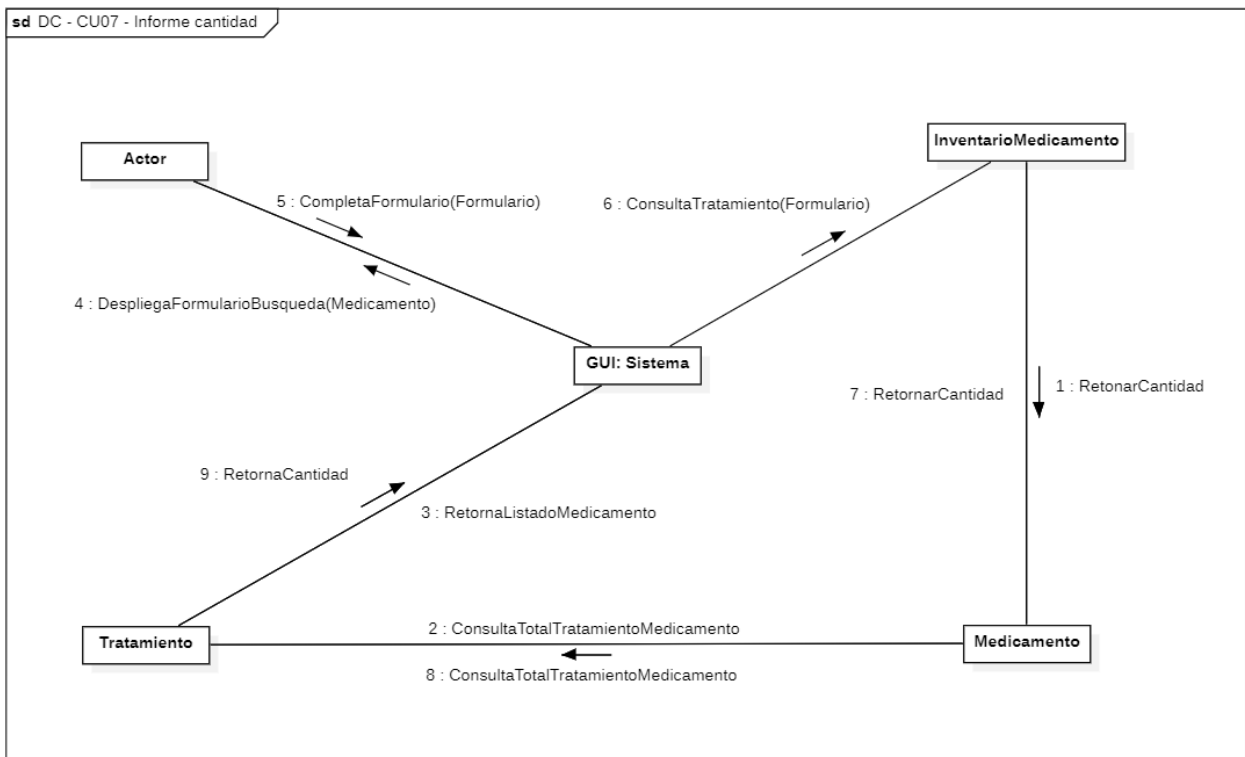 sd DC - CU07 - Informe cantidad
InventarioMedicamento
Actor
5 : CompletaFormulario(Formulario)
6 : ConsultaTratamiento(Formulario)
4 : DespliegaFormularioBusqueda(Medicamento)
GUI: Sistema
7 : RetornarCantidad
1 : RetonarCantidad
9 : RetornaCantidad
3 : RetornaListadoMedicamento
Tratamiento
2 : ConsultaTotalTratamientoMedicamento
Medicamento
8 : ConsultaTotalTratamientoMedicamento